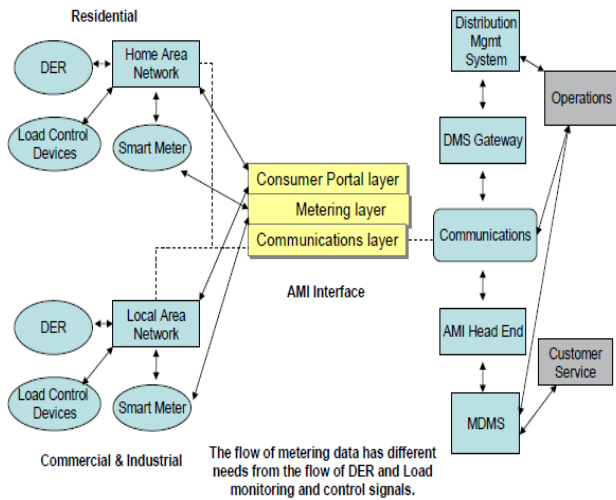 Residential
DER
Home Area
Network
Load Control
Devices
Smart Meter
Consumer Portal layer
Metering layer
Communications layer
AMI Interface
DER
Local Area
Network
Load Control
Devices
Smart Meter
Commercial & Industrial
Distribution
Mgmt
System
Operations
DMS Gateway
Communications
AMI Head End
Customer
Service
MDMS
The flow of metering data has different
needs from the flow of DER and Load
monitoring and control signals.